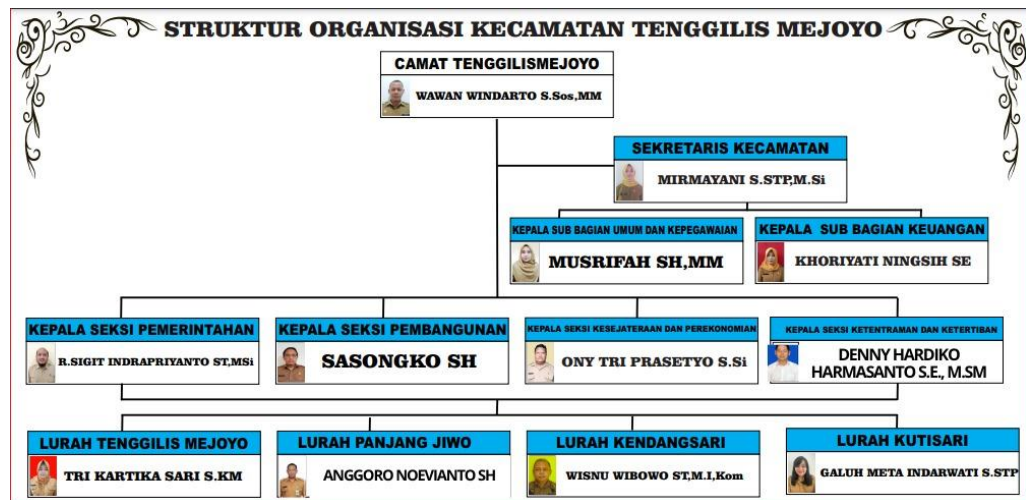 STRUKTUR ORGANISASI KECAMATAN TENGGILIS MEJOYO
CAMAT TENGGILISMEJOYO
WAWAN WINDARTO S.Sos,MM
SEKRETARIS KECAMATAN
MIRMAYANI S.STP,M.Si
KEPALA SUB BAGIAN UMUM DAN KEPEGAWAIAN
MUSRIFAH SH,MM
KEPALA SUB BAGIAN KEUANGAN
KHORIYATI NINGSIH SE
KEPALA SEKSI PEMERINTAHAN
R.SIGIT INDRAPRIYANTO ST,MSi
KEPALA SEKSI PEMBANGUNAN
SASONGKO SH
KEPALA SEKSI KESEJATERAAN DAN PEREKONOMIAN
ONY TRI PRASETYO S.Si
KEPALA SEKSI KETENTRAMAN DAN KETERTIBAN
DENNY HARDIKO
HARMASANTO S.E., M.SM
LURAH TENGGILIS MEJOYO
TRI KARTIKA SARI S.KM
LURAH PANJANG JIWO
ANGGORO NOEVIANTO SH
LURAH KENDANGSARI
WISNU WIBOWO ST,M.I,Kom
LURAH KUTISARI
GALUH META INDARWATI S.STP